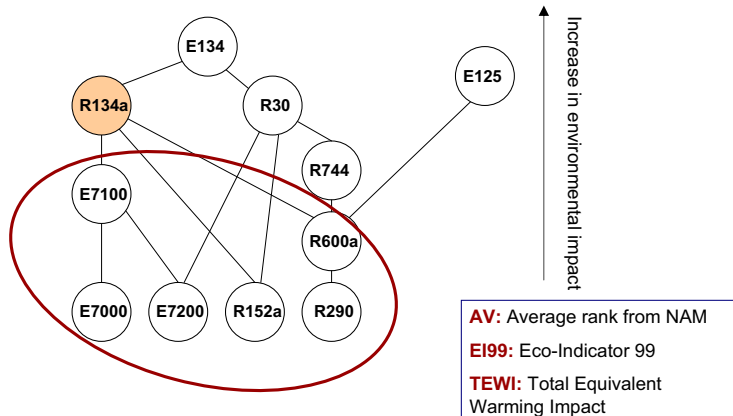 E134
E125
R134a
R30
R744
E7100
R600a
E7000
E7200
R152a
R290
Increase in environmental impact
AV: Average rank from NAM
EI99: Eco-Indicator 99
TEWI: Total Equivalent
Warming Impact